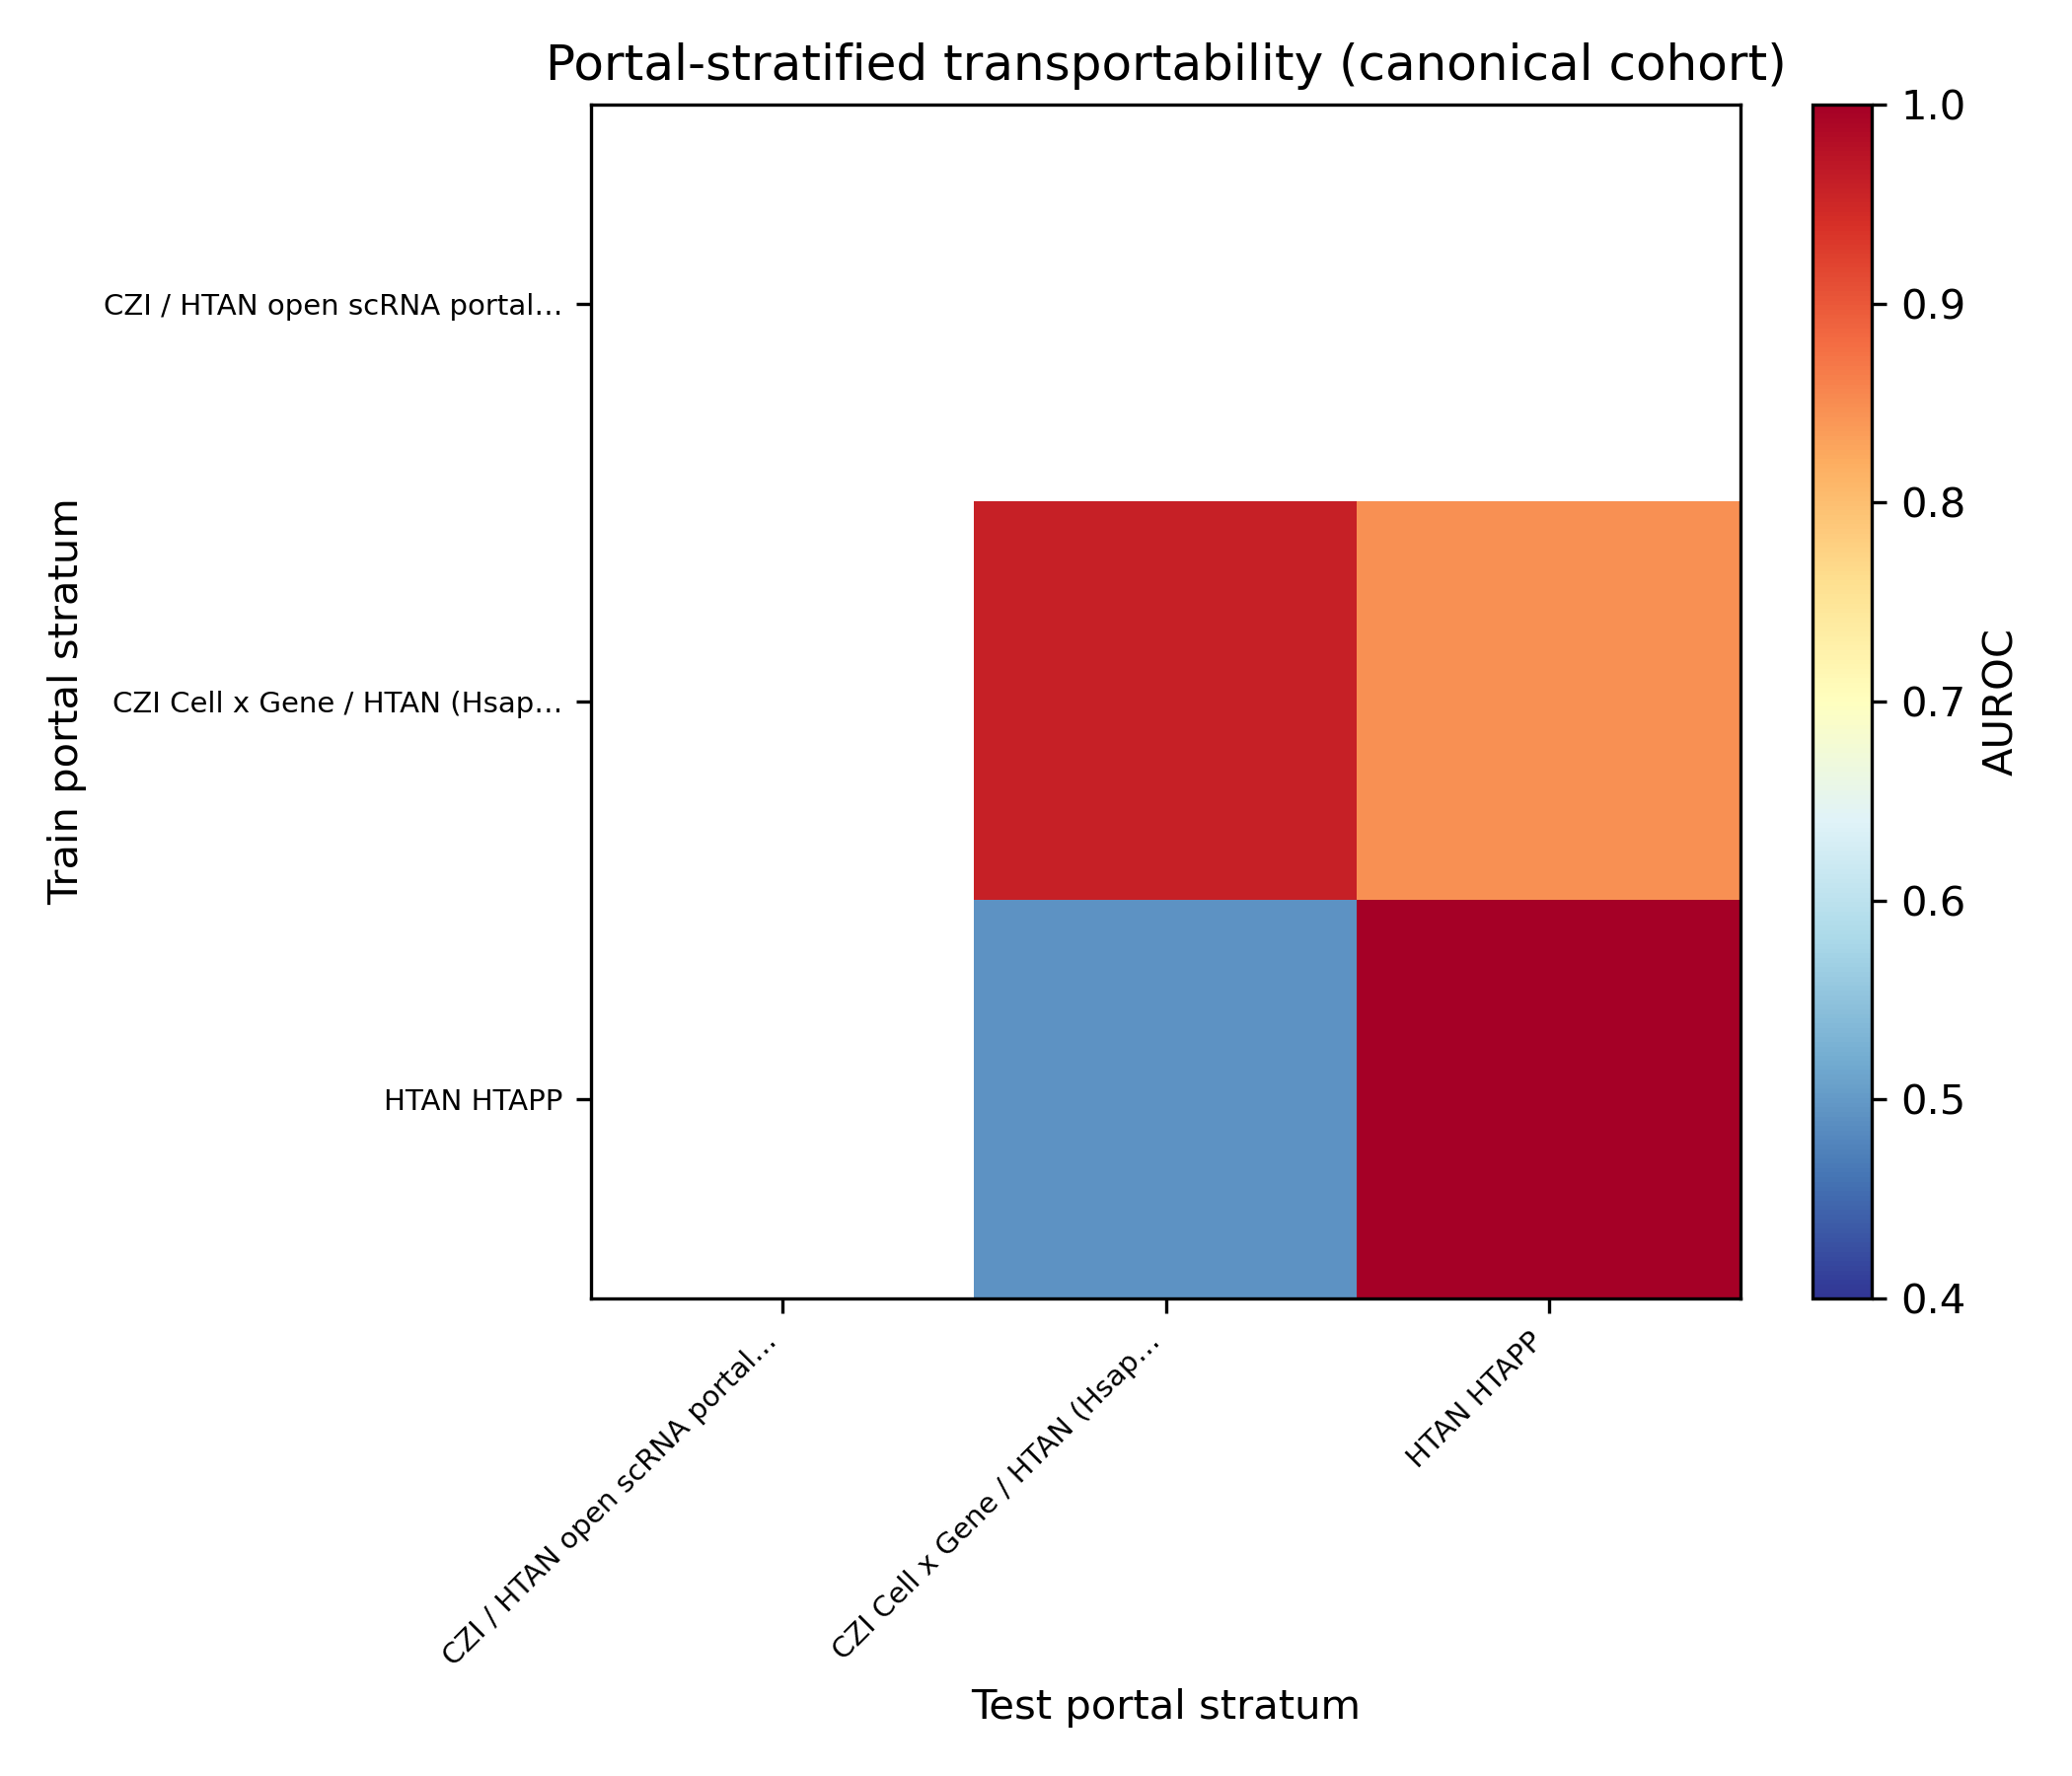 Portal-stratified transportability (canonical cohort)
Train portal stratum
CZI / HTAN open scRNA portal...
CZI Cell x Gene / HTAN (Hsap...
HTAN HTAPP
CZI / HTAN open scRNA portal...
CZI Cell x Gene / HTAN (Hsap...
HTAN HTAPP
Test portal stratum
1.0
0.9
0.8
0.7
0.6
0.5
0.4
AUROC